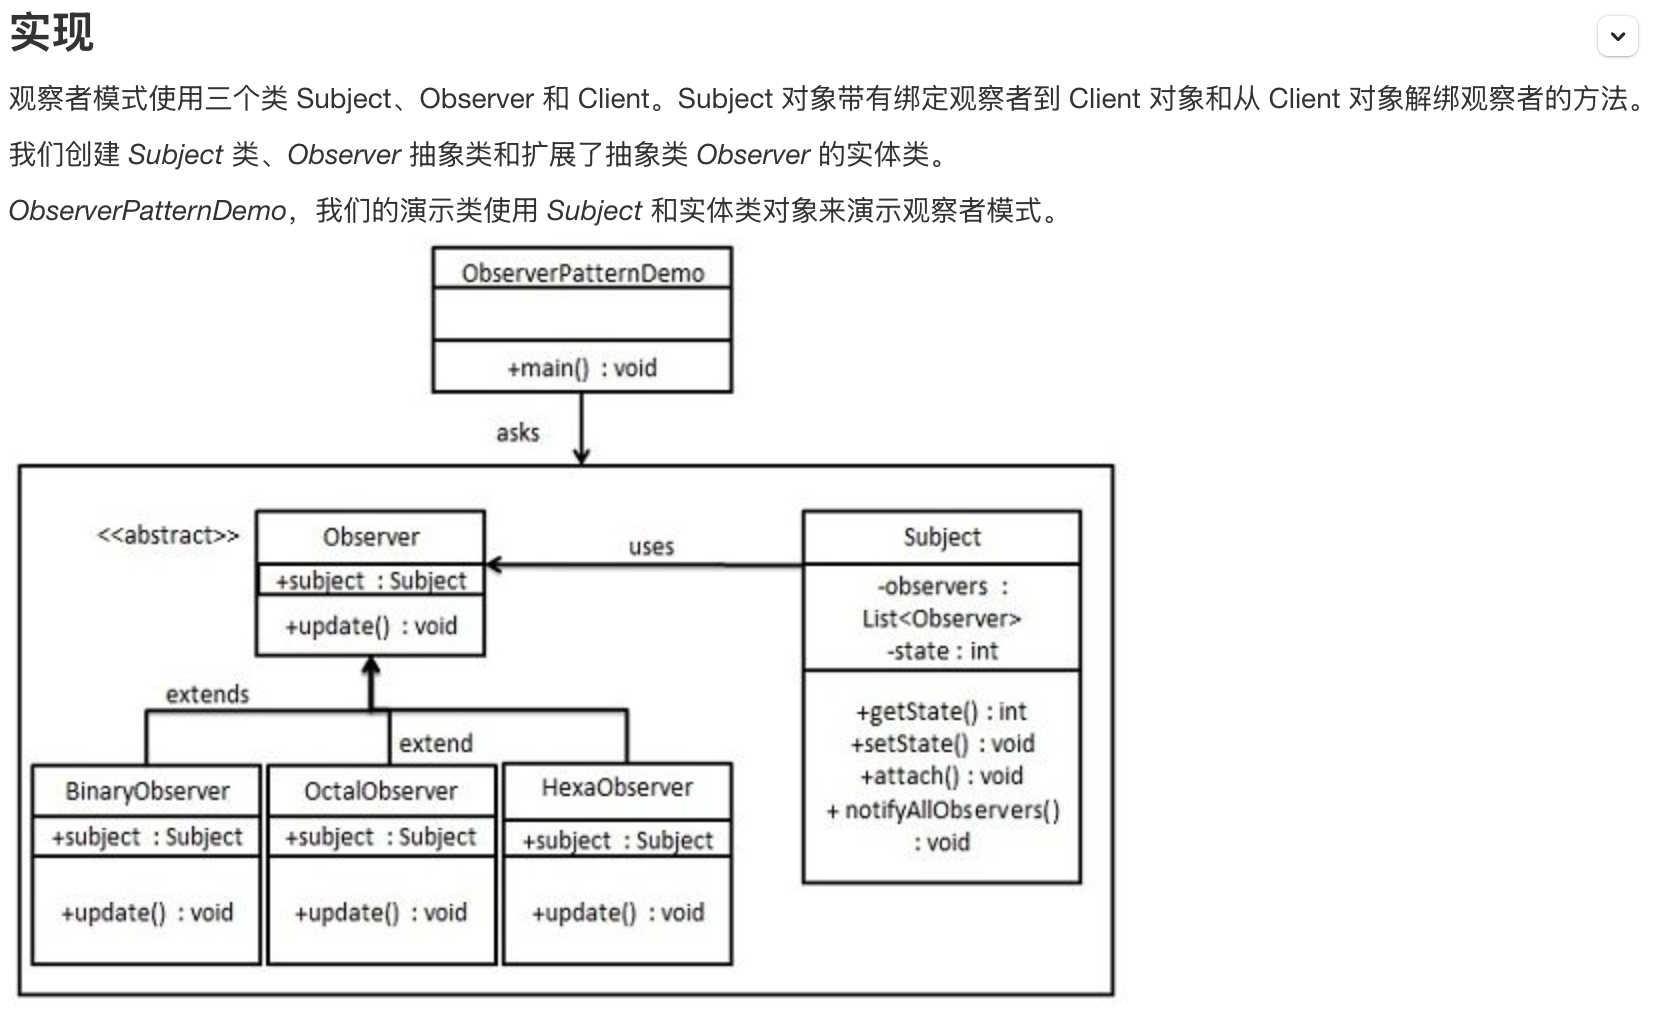 实现
观察者模式使用三个类 Subject、Observer 和 Client。Subject 对象带有绑定观察者到 Client 对象和从 Client 对象解绑观察者的方法。
我们创建 Subject 类、Observer 抽象类和扩展了抽象类 Observer 的实体类。
ObserverPatternDemo，我们的演示类使用 Subject 和实体类对象来演示观察者模式。
ObserverPatternDemo
+main() : void
asks
<<abstract>>
Observer
+subject : Subject
+update() : void
uses
Subject
-observers :
List<Observer>
-state : int
+getState() : int
+setState() : void
+attach() : void
+ notifyAllObservers()
: void
extends
extend
BinaryObserver
+subject : Subject
+update() : void
OctalObserver
+subject : Subject
+update() : void
HexaObserver
+subject : Subject
+update() : void